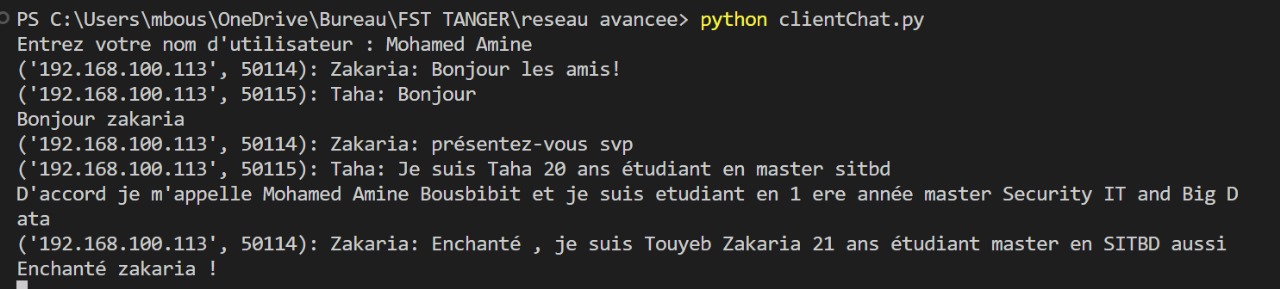 PS C:\Users\mbous\OneDrive\Bureau\FST TANGER\reseau avancee> python clientChat.py
Entrez votre nom d'utilisateur : Mohamed Amine
('192.168.100.113', 50114): Zakaria: Bonjour les amis!
('192.168.100.113', 50115): Taha: Bonjour
Bonjour zakaria
('192.168.100.113', 50114): Zakaria: présentez-vous svp
('192.168.100.113', 50115): Taha: Je suis Taha 20 ans étudiant en master sitbd
D'accord je m'appelle Mohamed Amine Bousbibit et je suis etudiant en 1 ere année master Security IT and Big D
ata
('192.168.100.113', 50114): Zakaria: Enchanté , je suis Touyeb Zakaria 21 ans étudiant master en SITBD aussi
Enchanté zakaria !